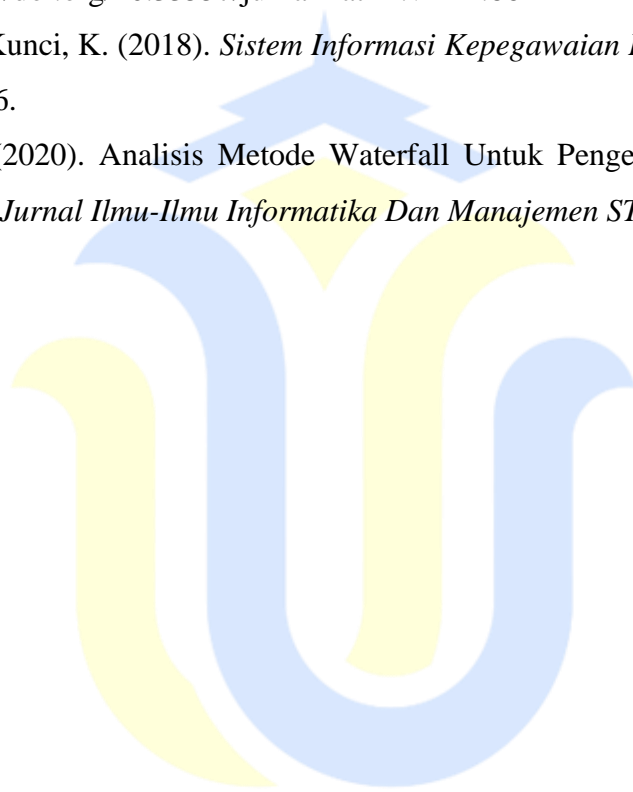 Kunci, K. (2018). Sistem Informasi Kepegawaian
6.
(2020). Analisis Metode Waterfall Untuk Penge
Jurnal Ilmu-Ilmu Informatika Dan Manajemen ST